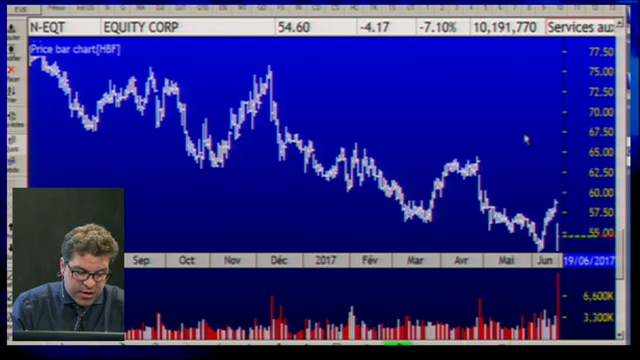 N-EQT EQUITY CORP 54.60 -4.17 -7.10% 10,191,770 Services aux
Price bar chart[HBF]
77.50
75.00
72.50
70.00
67.50
65.00
62.50
60.00
57.50
55.00
Sep Oct Nov Déc 2017 Fév Mar Avr Mai Jun 19/06/2017
6,600K
3,300K